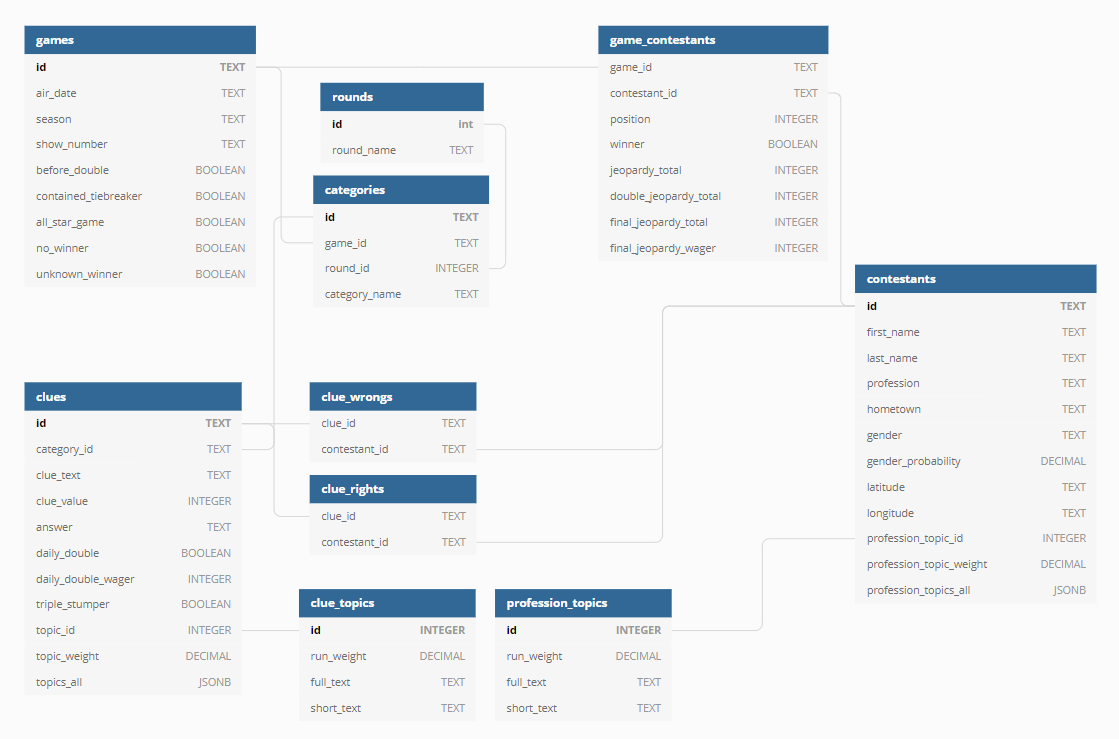 games
id TEXT
air_date TEXT
season TEXT
show_number TEXT
before_double BOOLEAN
contained_tiebreaker BOOLEAN
all_star_game BOOLEAN
no_winner BOOLEAN
unknown_winner BOOLEAN
rounds
id int
round_name TEXT
categories
id TEXT
game_id TEXT
round_id INTEGER
category_name TEXT
game_contestants
game_id TEXT
contestant_id TEXT
position INTEGER
winner BOOLEAN
jeopardy_total INTEGER
double_jeopardy_total INTEGER
final_jeopardy_total INTEGER
final_jeopardy_wager INTEGER
contestants
id TEXT
first_name TEXT
last_name TEXT
profession TEXT
hometown TEXT
gender TEXT
gender_probability DECIMAL
latitude TEXT
longitude TEXT
profession_topic_id INTEGER
profession_topic_weight DECIMAL
profession_topics_all JSONB
clues
id TEXT
category_id TEXT
clue_text TEXT
clue_value INTEGER
answer TEXT
daily_double BOOLEAN
daily_double_wager INTEGER
triple_stumper BOOLEAN
topic_id INTEGER
topic_weight DECIMAL
topics_all JSONB
clue_wrongs
clue_id TEXT
contestant_id TEXT
clue_rights
clue_id TEXT
contestant_id TEXT
clue_topics
id INTEGER
run_weight DECIMAL
full_text TEXT
short_text TEXT
profession_topics
id INTEGER
run_weight DECIMAL
full_text TEXT
short_text TEXT